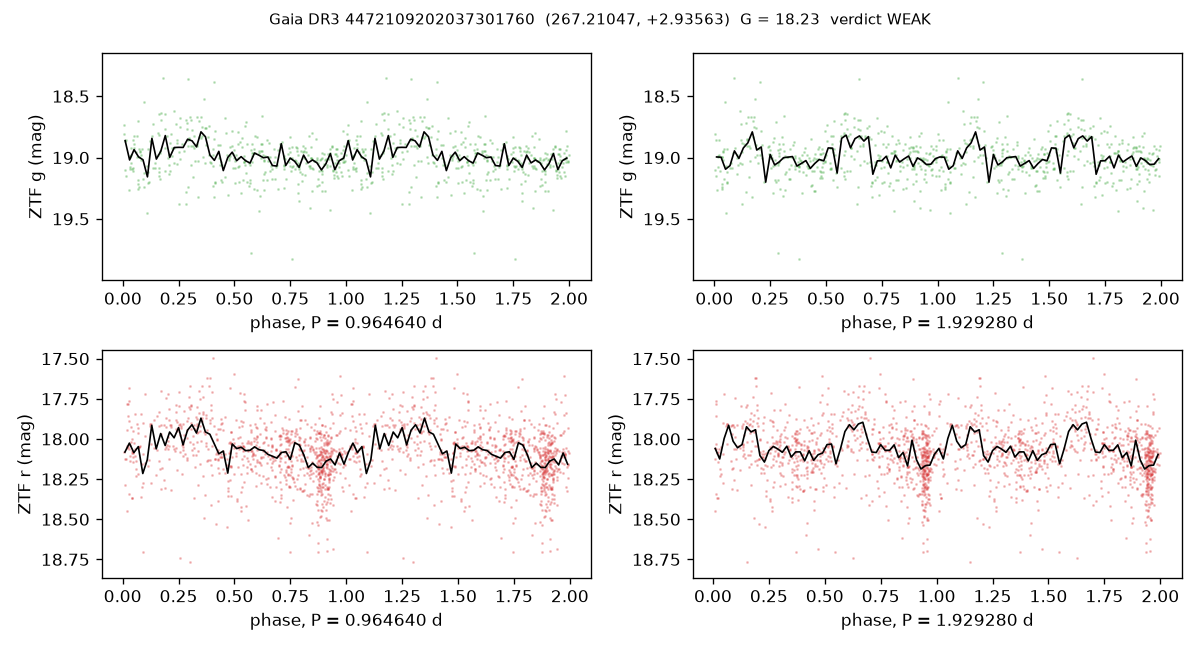 Gaia DR3 4472109202037301760  (267.21047, +2.93563)  G = 18.23  verdict WEAK
ZTF g (mag)
18.5
19.0
19.5
0.00 0.25 0.50 0.75 1.00 1.25 1.50 1.75 2.00
phase, P = 0.964640 d
ZTF g (mag)
18.5
19.0
19.5
0.00 0.25 0.50 0.75 1.00 1.25 1.50 1.75 2.00
phase, P = 1.929280 d
ZTF r (mag)
17.50
17.75
18.00
18.25
18.50
18.75
0.00 0.25 0.50 0.75 1.00 1.25 1.50 1.75 2.00
phase, P = 0.964640 d
ZTF r (mag)
17.50
17.75
18.00
18.25
18.50
18.75
0.00 0.25 0.50 0.75 1.00 1.25 1.50 1.75 2.00
phase, P = 1.929280 d